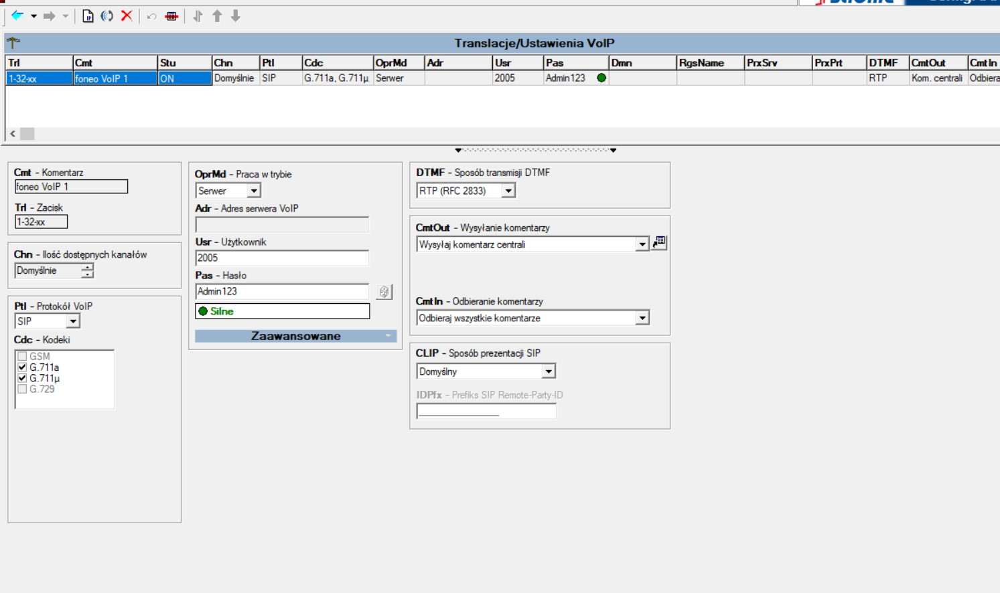 Translacje/Ustawienia VoIP
Trl Cmt Stu Chn Ptl Cdc OprMd Adr Usr Pas Dmn RgsName PrxSrv PrxPrt DTMF CmtOut CmtIn
1-32-xx foneo VoIP 1 ON Domyślnie SIP G.711a, G.711µ Serwer 2005 Admin123 RTP Kom. centrali Odbiera
Cmt - Komentarz
foneo VoIP 1
Trl - Zacisk
1-32-xx
Chn - Ilość dostępnych kanałów
Domyślnie
Ptl - Protokół VoIP
SIP
Cdc - Kodeki
GSM
G.711a
G.711µ
G.729
OprMd - Praca w trybie
Serwer
Adr - Adres serwera VoIP
Usr - Użytkownik
2005
Pas - Hasło
Admin123
Silne
Zaawansowane
DTMF - Sposób transmisji DTMF
RTP (RFC 2833)
CmtOut - Wysyłanie komentarzy
Wysyłaj komentarz centrali
CmtIn - Odbieranie komentarzy
Odbieraj wszystkie komentarze
CLIP - Sposób prezentacji SIP
Domyślny
IDPfx - Prefiks SIP Remote-Party-ID